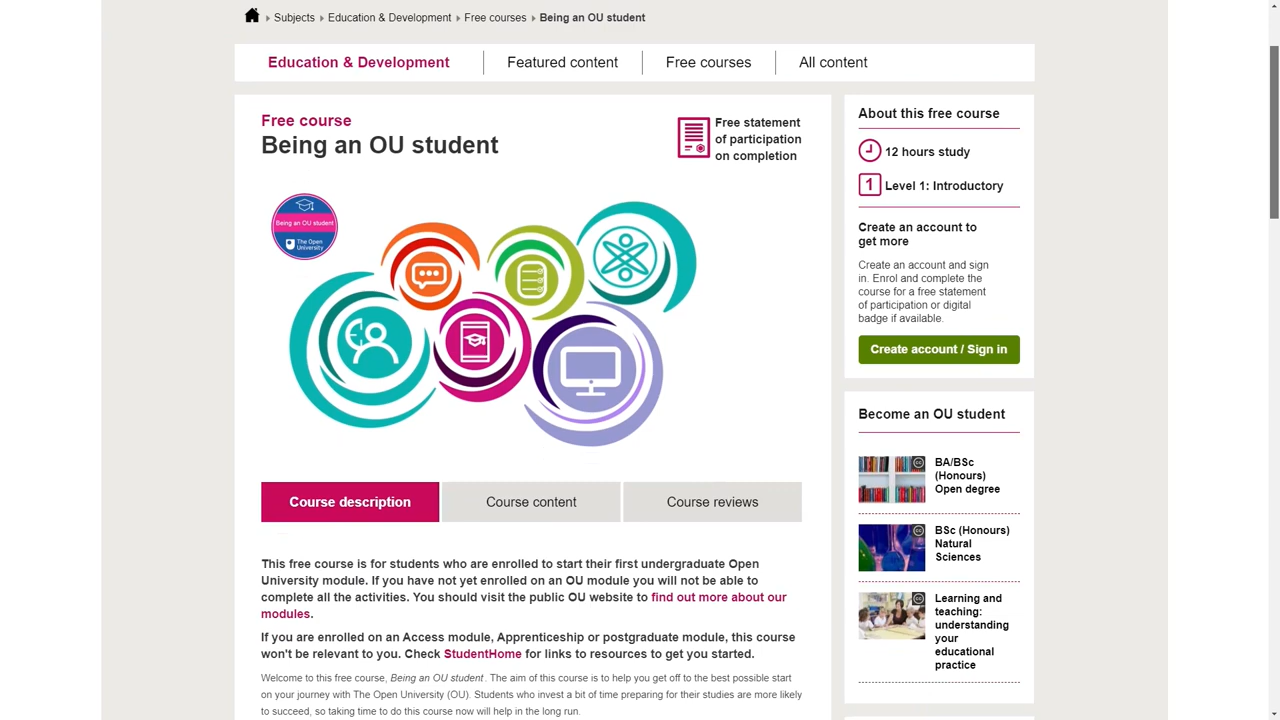 Subjects Education & Development Free courses Being an OU student
Education & Development Featured content Free courses All content
Free course
Being an OU student
Free statement
of participation
on completion
Being an OU student
The Open
University
Course description Course content Course reviews
This free course is for students who are enrolled to start their first undergraduate Open
University module. If you have not yet enrolled on an OU module you will not be able to
complete all the activities. You should visit the public OU website to find out more about our
modules.
If you are enrolled on an Access module, Apprenticeship or postgraduate module, this course
won't be relevant to you. Check StudentHome for links to resources to get you started.
Welcome to this free course, Being an OU student. The aim of this course is to help you get off to the best possible start
on your journey with The Open University (OU). Students who invest a bit of time preparing for their studies are more likely
to succeed, so taking time to do this course now will help in the long run.
About this free course
12 hours study
1 Level 1: Introductory
Create an account to
get more
Create an account and sign
in. Enrol and complete the
course for a free statement
of participation or digital
badge if available.
Create account / Sign in
Become an OU student
BA/BSc
(Honours)
Open degree
BSc (Honours)
Natural
Sciences
Learning and
teaching:
understanding
your
educational
practice